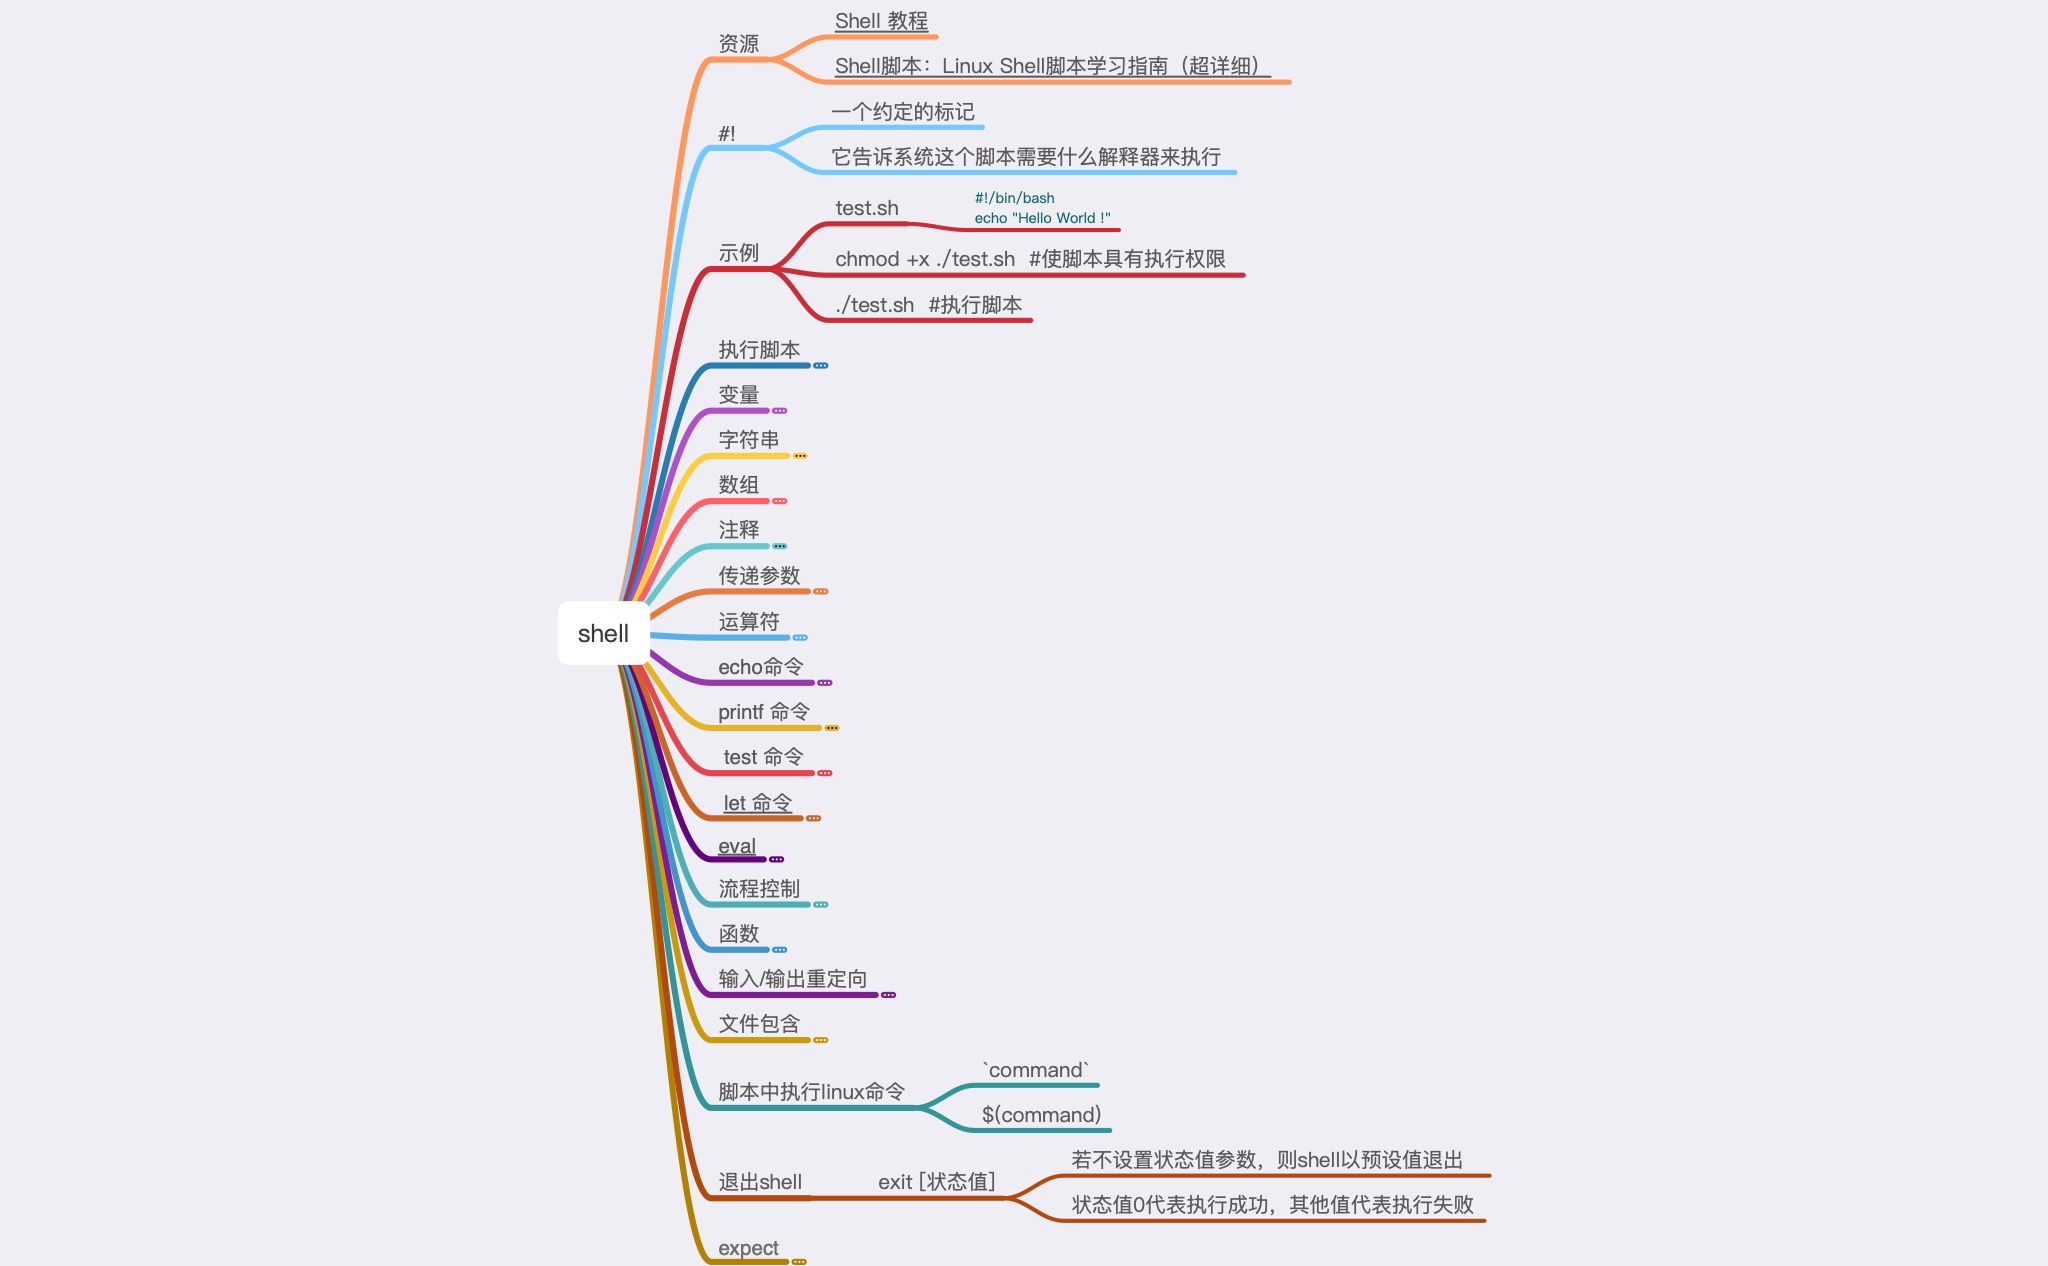 Shell 教程
资源
Shell脚本：Linux Shell脚本学习指南（超详细）
一个约定的标记
#!
它告诉系统这个脚本需要什么解释器来执行
#!/bin/bash
test.sh
echo "Hello World !"
示例
chmod +x ./test.sh  #使脚本具有执行权限
./test.sh  #执行脚本
执行脚本
变量
字符串
数组
注释
传递参数
运算符
shell
echo命令
printf 命令
test 命令
let 命令
eval
流程控制
函数
输入/输出重定向
文件包含
`command`
脚本中执行linux命令
$(command)
若不设置状态值参数，则shell以预设值退出
退出shell
exit [状态值]
状态值0代表执行成功，其他值代表执行失败
expect